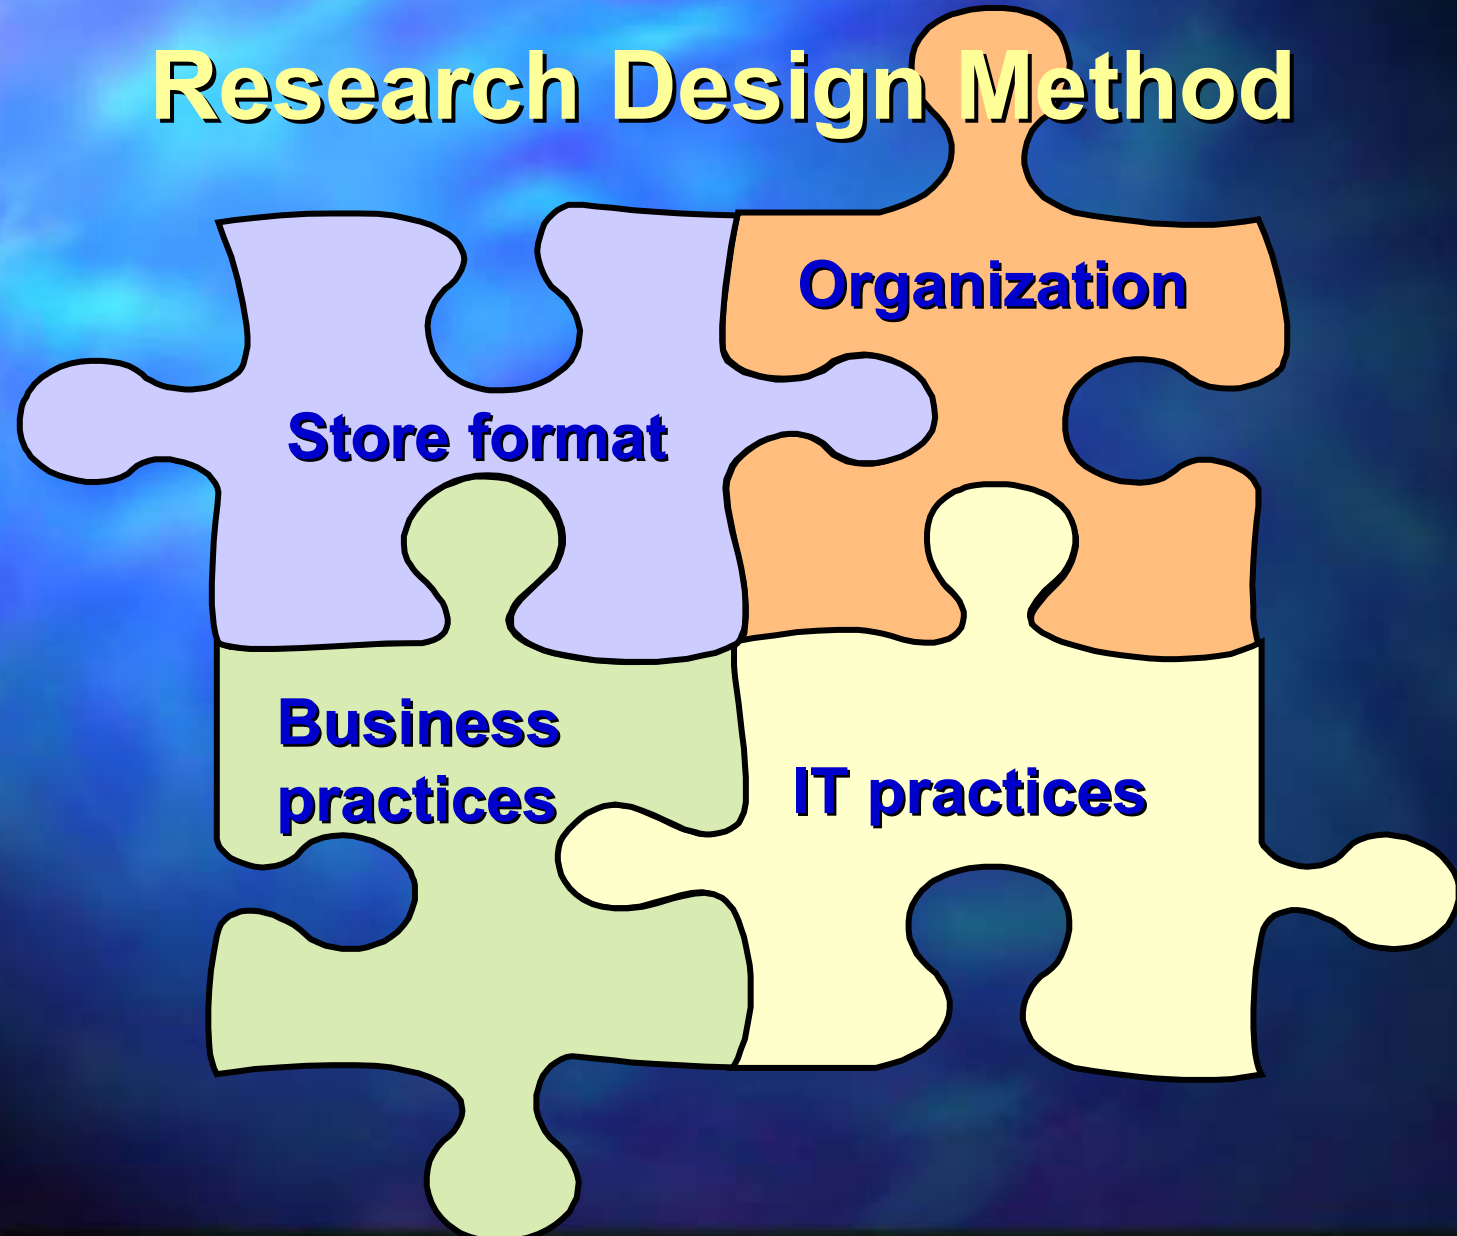 Research Design Method
Organization
Store format
Business
practices
IT practices